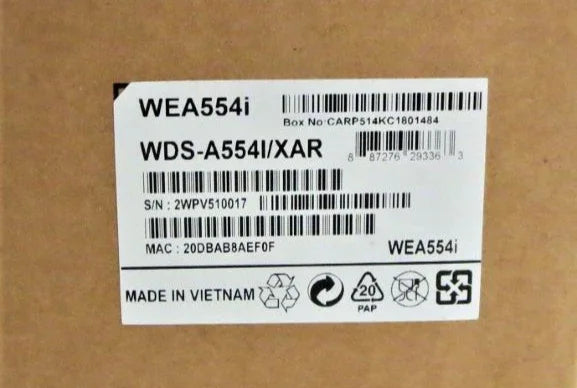 WEA554i
Box No:CARP514KC1801484
WDS-A554I/XAR
8 87276 29336 3
S/N : 2WPV510017
MAC : 20DBAB8AEF0F
WEA554i
MADE IN VIETNAM
20
PAP